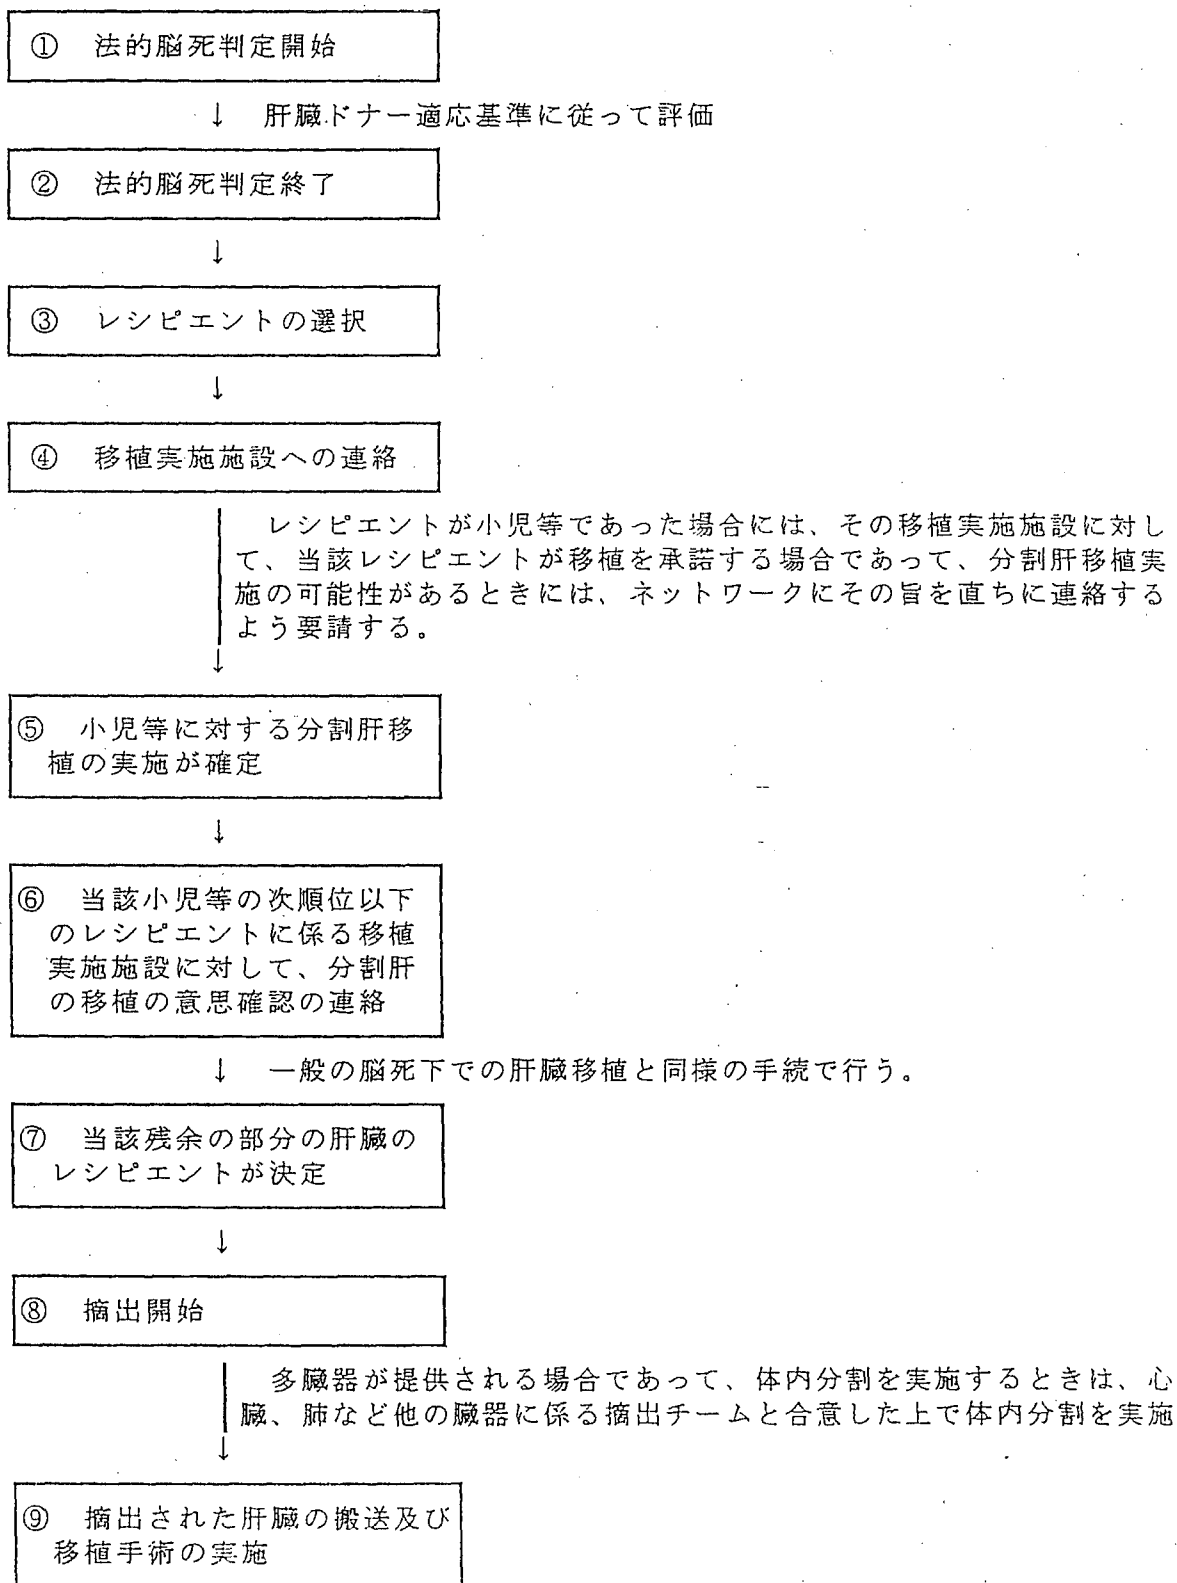 ① 法的脳死判定開始
↓ 肝臓ドナー適応基準に従って評価
② 法的脳死判定終了
↓
③ レシピエントの選択
↓
④ 移植実施施設への連絡
レシピエントが小児等であった場合には、その移植実施施設に対し
て、当該レシピエントが移植を承諾する場合であって、分割肝移植実
施の可能性があるときには、ネットワークにその旨を直ちに連絡する
よう要請する。
↓
⑤ 小児等に対する分割肝移
植の実施が確定
↓
⑥ 当該小児等の次順位以下
のレシピエントに係る移植
実施施設に対して、分割肝
の移植の意思確認の連絡
↓ 一般の脳死下での肝臓移植と同様の手続で行う。
⑦ 当該残余の部分の肝臓の
レシピエントが決定
↓
⑧ 摘出開始
多臓器が提供される場合であって、体内分割を実施するときは、心
臓、肺など他の臓器に係る摘出チームと合意した上で体内分割を実施
↓
⑨ 摘出された肝臓の搬送及び
移植手術の実施